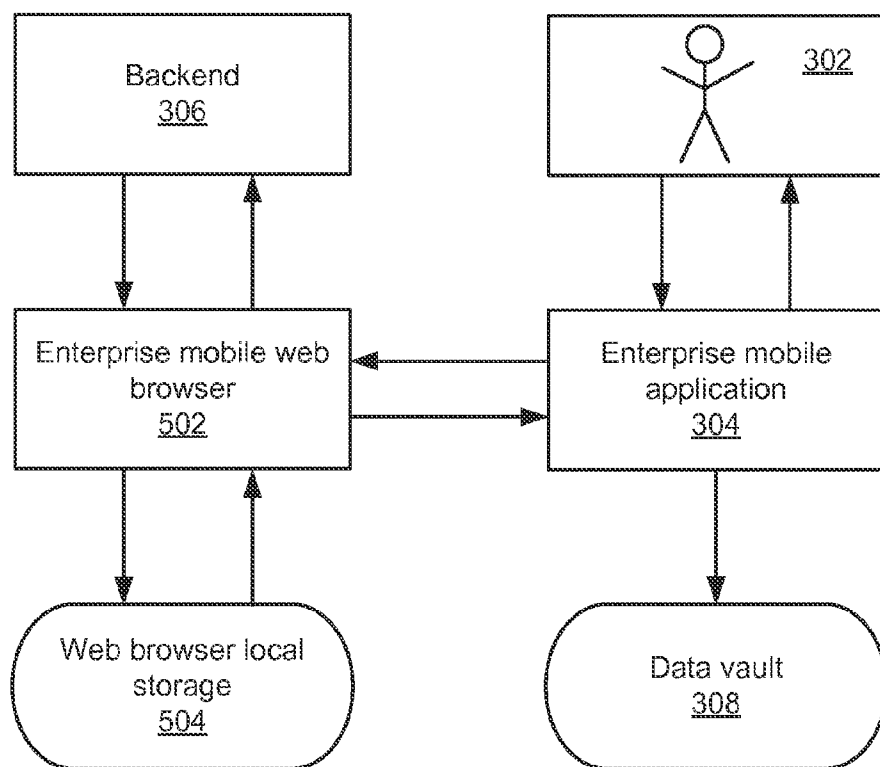 Backend
306
302
Enterprise mobile web
browser
502
Enterprise mobile
application
304
Web browser local
storage
504
Data vault
308